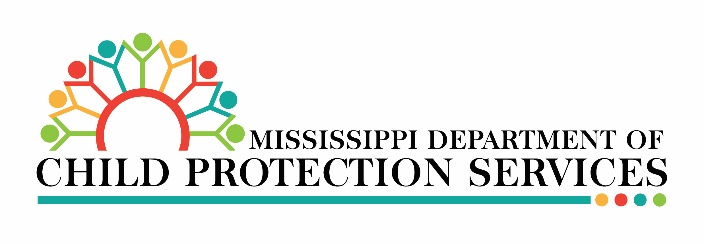 MISSISSIPPI DEPARTMENT OF
CHILD PROTECTION SERVICES